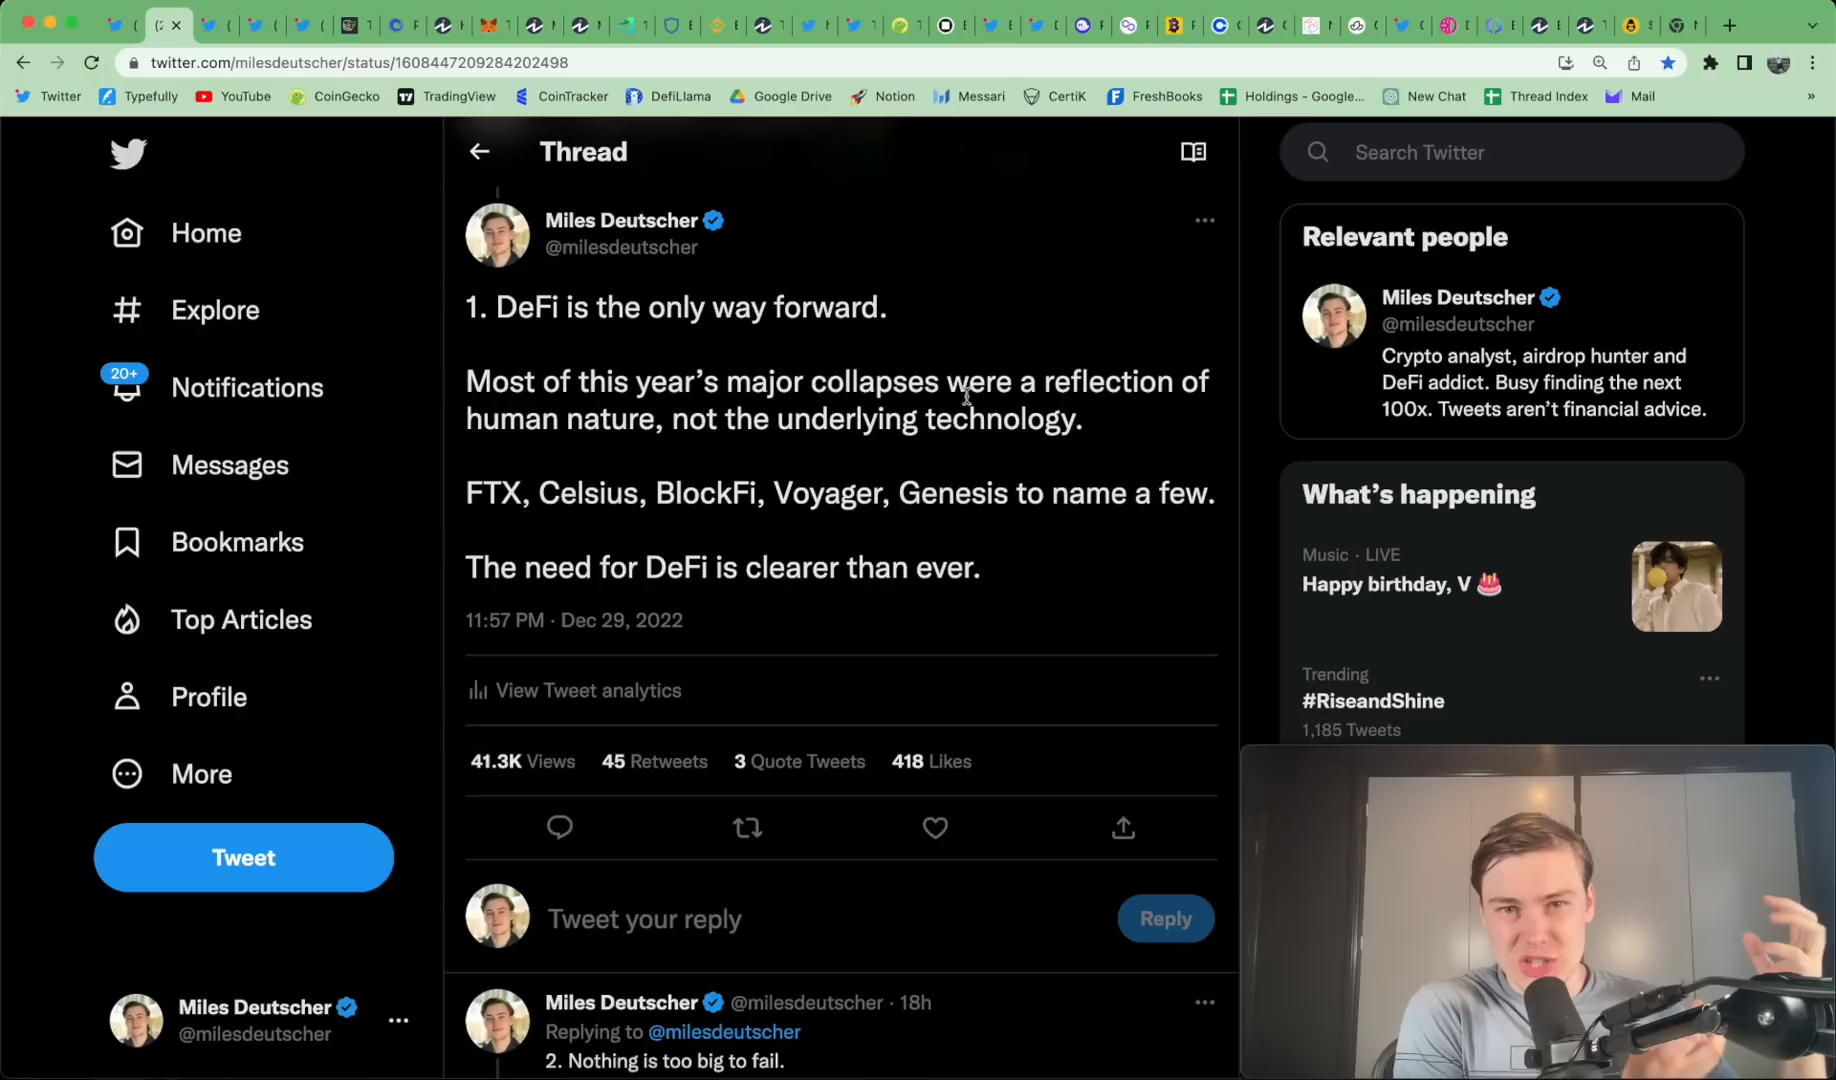 twitter.com/milesdeutscher/status/1608447209284202498
Twitter
Typefully
YouTube
CoinGecko
TradingView
CoinTracker
DefiLlama
Google Drive
Notion
Messari
CertiK
FreshBooks
Holdings - Google...
New Chat
Thread Index
Mail
»
Home
Explore
20+
Notifications
Messages
Bookmarks
Top Articles
Profile
More
Tweet
Miles Deutscher
@milesdeutscher
Thread
Miles Deutscher
@milesdeutscher
1. DeFi is the only way forward.
Most of this year's major collapses were a reflection of
human nature, not the underlying technology.
FTX, Celsius, BlockFi, Voyager, Genesis to name a few.
The need for DeFi is clearer than ever.
11:57 PM · Dec 29, 2022
View Tweet analytics
41.3K Views 45 Retweets 3 Quote Tweets 418 Likes
Tweet your reply
Reply
Miles Deutscher @milesdeutscher · 18h
Replying to @milesdeutscher
2. Nothing is too big to fail.
Search Twitter
Relevant people
Miles Deutscher
@milesdeutscher
Crypto analyst, airdrop hunter and
DeFi addict. Busy finding the next
100x. Tweets aren't financial advice.
What's happening
Music · LIVE
Happy birthday, V 🎂
Trending
#RiseandShine
1,185 Tweets